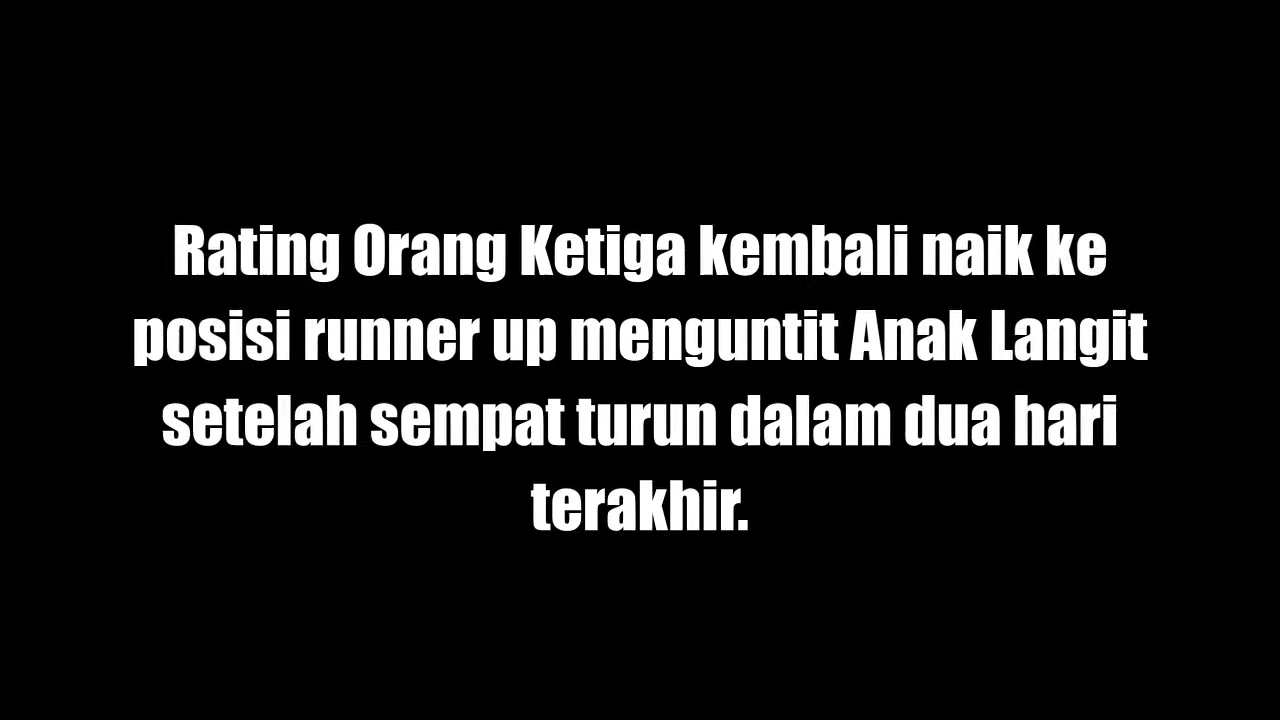 Rating Orang Ketiga kembali naik ke
posisi runner up menguntit Anak Langit
setelah sempat turun dalam dua hari
terakhir.